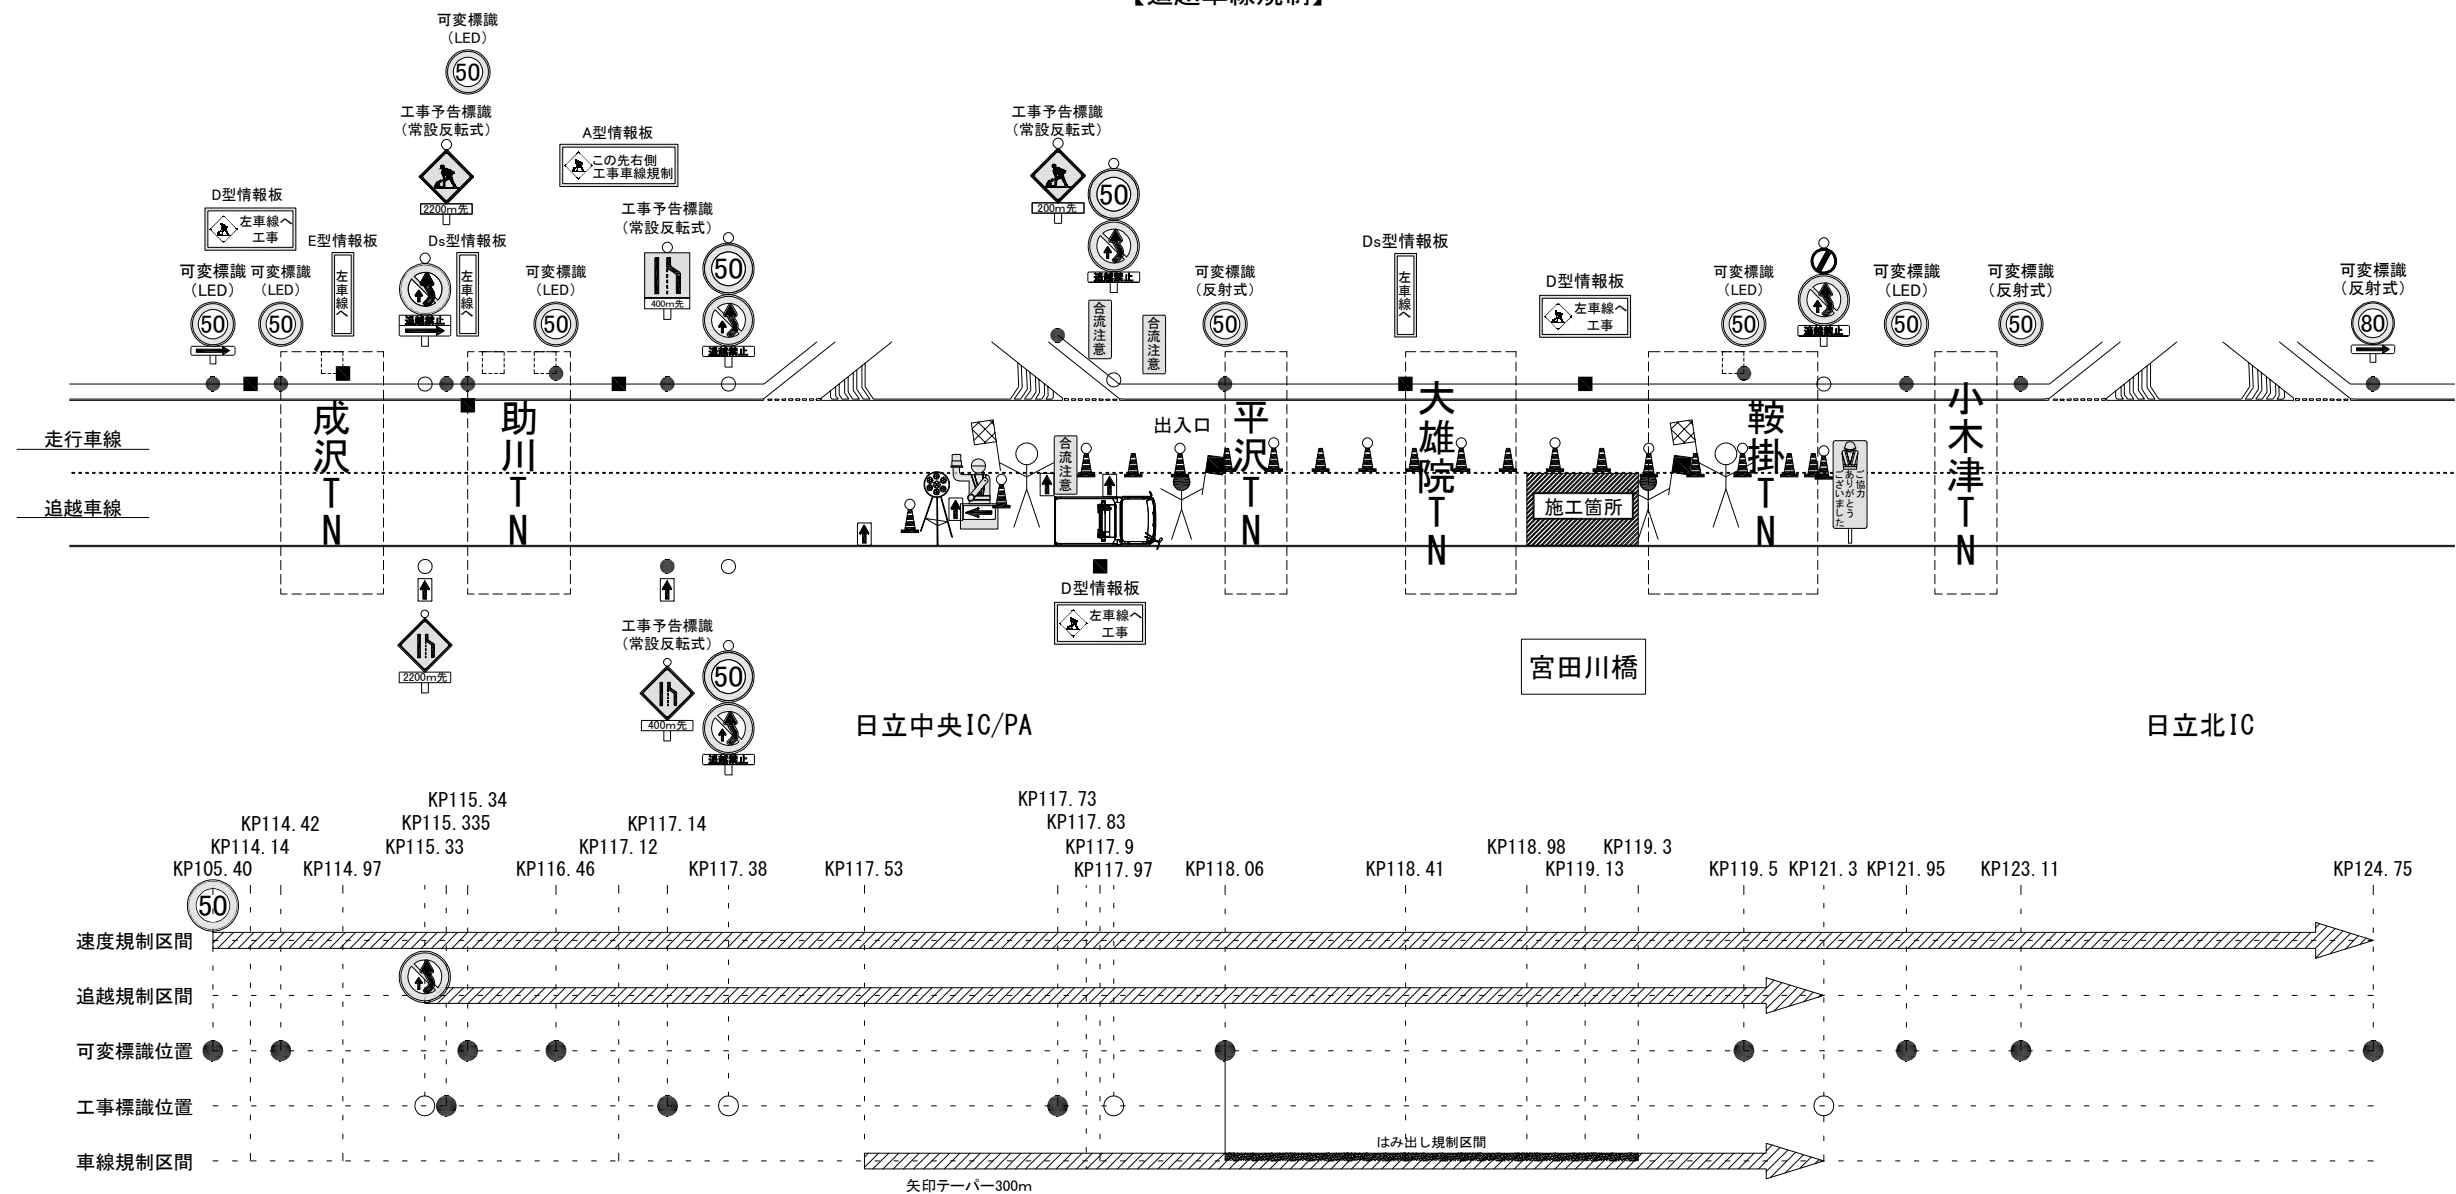 【追越車線規制】
可変標識
(LED)
50
工事予告標識
(常設反転式)
2200m先
A型情報板
この先右側
工事車線規制
工事予告標識
(常設反転式)
200m先
50
追越禁止
D型情報板
左車線へ
工事
E型情報板
左車線へ
Ds型情報板
左車線へ
追越禁止
工事予告標識
(常設反転式)
400m先
50
追越禁止
可変標識
(LED)
50
可変標識
(LED)
50
可変標識
(LED)
50
合流注意
合流注意
可変標識
(反射式)
50
Ds型情報板
左車線へ
D型情報板
左車線へ
工事
可変標識
(LED)
50
追越禁止
可変標識
(LED)
50
可変標識
(反射式)
50
可変標識
(反射式)
80
走行車線
追越車線
成沢TN
助川TN
合流注意
出入口
平沢TN
大雄院TN
施工箇所
鞍掛TN
ご協力
ありがとう
ございました
小木津TN
2200m先
工事予告標識
(常設反転式)
400m先
50
追越禁止
D型情報板
左車線へ
工事
宮田川橋
日立中央IC/PA
日立北IC
KP115.34
KP117.73
KP114.42
KP115.335
KP117.14
KP117.83
KP114.14
KP115.33
KP117.12
KP117.9
KP118.98
KP119.3
KP105.40
KP114.97
KP116.46
KP117.38
KP117.53
KP117.97
KP118.06
KP118.41
KP119.13
KP119.5
KP121.3
KP121.95
KP123.11
KP124.75
50
速度規制区間
追越規制区間
可変標識位置
工事標識位置
はみ出し規制区間
車線規制区間
矢印テーパー300m